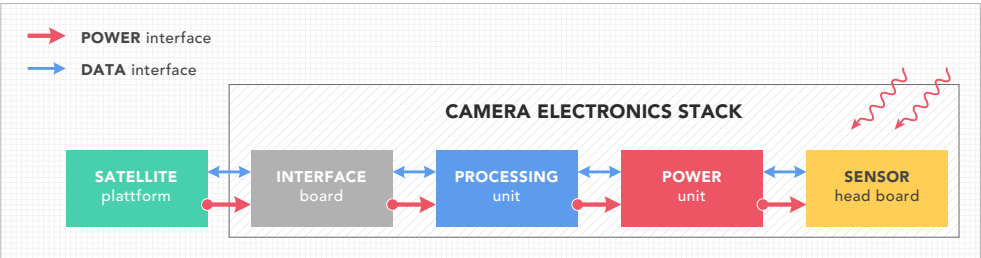 POWER interface
DATA interface
CAMERA ELECTRONICS STACK
SATELLITE
plattform
INTERFACE
board
PROCESSING
unit
POWER
unit
SENSOR
head board